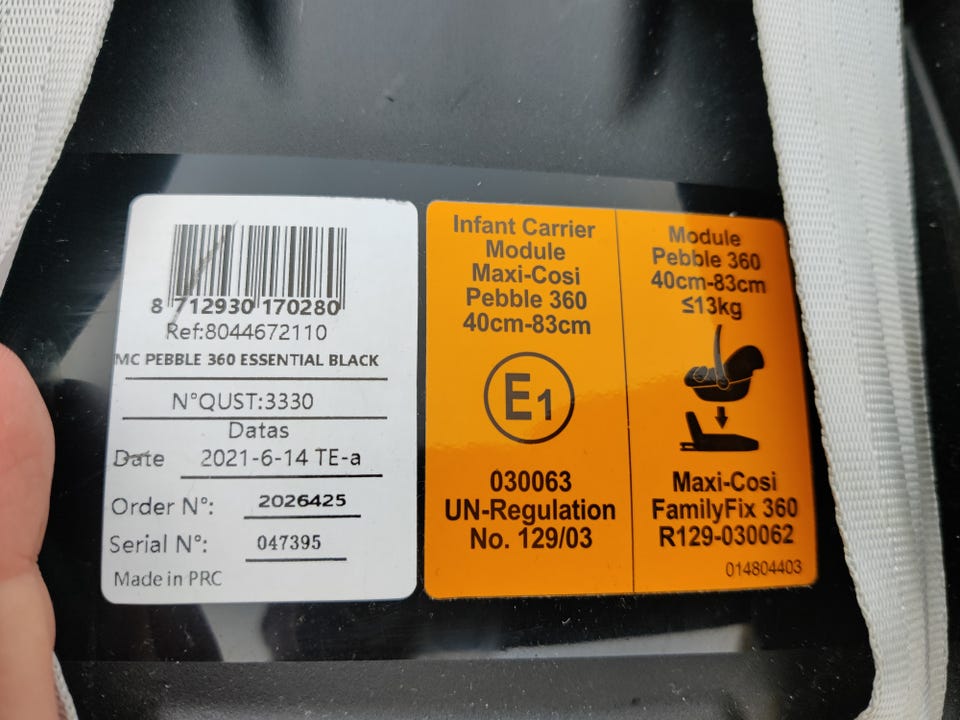 8 712930 170280
Ref:8044672110
MC PEBBLE 360 ESSENTIAL BLACK
N°QUST:3330
Datas
Date 2021-6-14 TE-a
Order N°: 2026425
Serial N°: 047395
Made in PRC
Infant Carrier
Module
Maxi-Cosi
Pebble 360
40cm-83cm
E1
030063
UN-Regulation
No. 129/03
Module
Pebble 360
40cm-83cm
≤13kg
Maxi-Cosi
FamilyFix 360
R129-030062
014804403